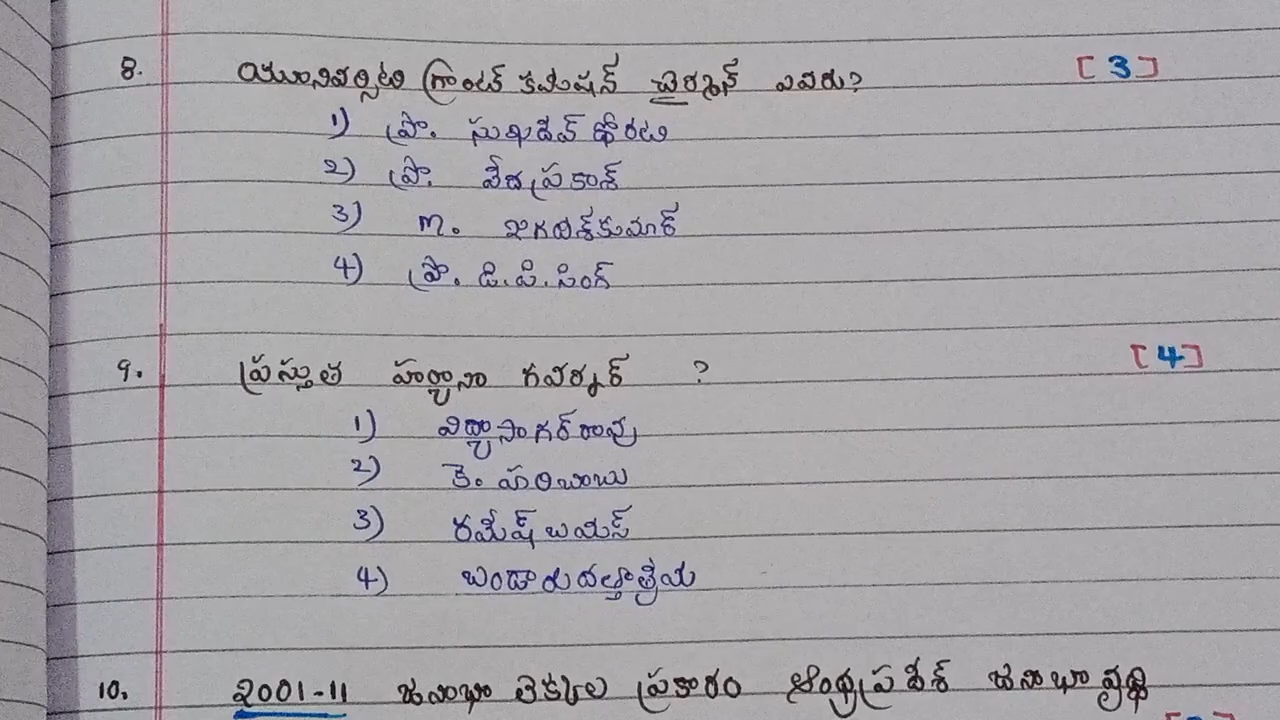 8. యూనివర్సిటి గ్రాంట్ కమిషన్ ఛైర్మన్ ఎవరు? [3]
1) ప్రొ. సుఖదేవ్ థోరట్
2) ప్రొ. వేదప్రకాశ్
3) m. జగదీశ్ కుమార్
4) ప్రొ. డి.పి.సింగ్
9. ప్రస్తుత హర్యానా గవర్నర్ ? [4]
1) విద్యాసాగర్ రావు
2) కె. హరిబాబు
3) రమేష్ బయస్
4) బండారు దత్తాత్రేయ
10. 2001-11 జనాభా లెక్కల ప్రకారం ఆంధ్రప్రదేశ్ జనాభా వృద్ధి